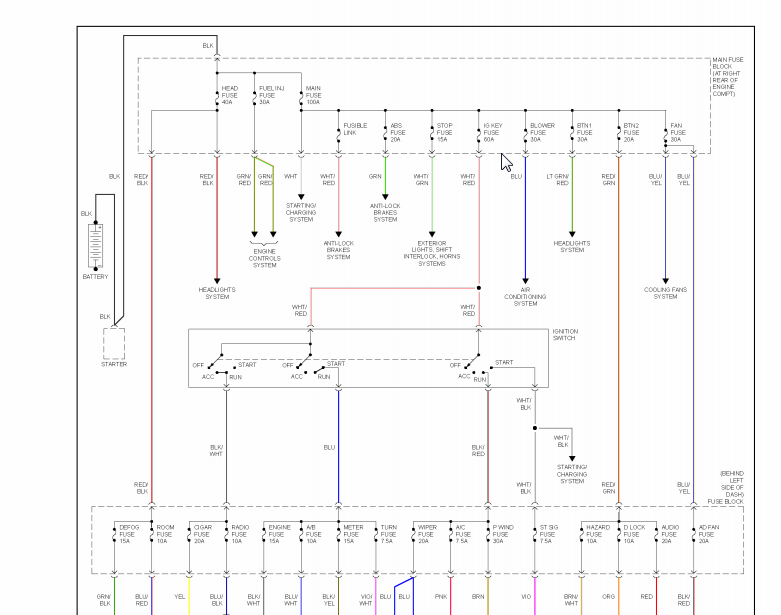 BLK
MAIN FUSE
BLOCK
(AT RIGHT
REAR OF
ENGINE
COMPT)
HEAD
FUSE
40A
FUEL INJ
FUSE
30A
MAIN
FUSE
100A
FUSIBLE
LINK
ABS
FUSE
20A
STOP
FUSE
15A
IG KEY
FUSE
60A
BLOWER
FUSE
30A
BTN1
FUSE
30A
BTN2
FUSE
20A
FAN
FUSE
30A
BLK
RED/
BLK
RED/
BLK
GRN/
RED
GRN/
RED
WHT
WHT/
RED
GRN
WHT/
GRN
WHT/
RED
BLU
LT GRN/
RED
RED/
GRN
BLU/
YEL
BLU/
YEL
BLK
BATTERY
STARTING/
CHARGING
SYSTEM
ANTI-LOCK
BRAKES
SYSTEM
ENGINE
CONTROLS
SYSTEM
ANTI-LOCK
BRAKES
SYSTEM
EXTERIOR
LIGHTS, SHIFT
INTERLOCK, HORNS
SYSTEMS
HEADLIGHTS
SYSTEM
HEADLIGHTS
SYSTEM
AIR
CONDITIONING
SYSTEM
COOLING FANS
SYSTEM
BLK
STARTER
WHT/
RED
WHT/
RED
IGNITION
SWITCH
OFF
ACC
RUN
START
OFF
ACC
RUN
START
OFF
ACC
RUN
START
WHT/
BLK
WHT/
BLK
STARTING/
CHARGING
SYSTEM
BLK/
WHT
BLU
BLK/
RED
RED/
BLK
WHT/
BLK
RED/
GRN
BLU/
YEL
(BEHIND
LEFT
SIDE OF
DASH)
FUSE BLOCK
DEFOG
FUSE
15A
ROOM
FUSE
10A
CIGAR
FUSE
20A
RADIO
FUSE
10A
ENGINE
FUSE
15A
A/B
FUSE
10A
METER
FUSE
15A
TURN
FUSE
7.5A
WIPER
FUSE
20A
A/C
FUSE
7.5A
P.WIND
FUSE
30A
ST SIG
FUSE
7.5A
HAZARD
FUSE
10A
D LOCK
FUSE
10A
AUDIO
FUSE
20A
AD FAN
FUSE
20A
GRN/
BLK
BLU/
RED
YEL
BLU/
BLK
BLK/
WHT
BLU/
WHT
BLK/
YEL
VIO/
WHT
BLU
BLU
PNK
BRN
VIO
BRN/
WHT
ORG
RED
BLK/
RED